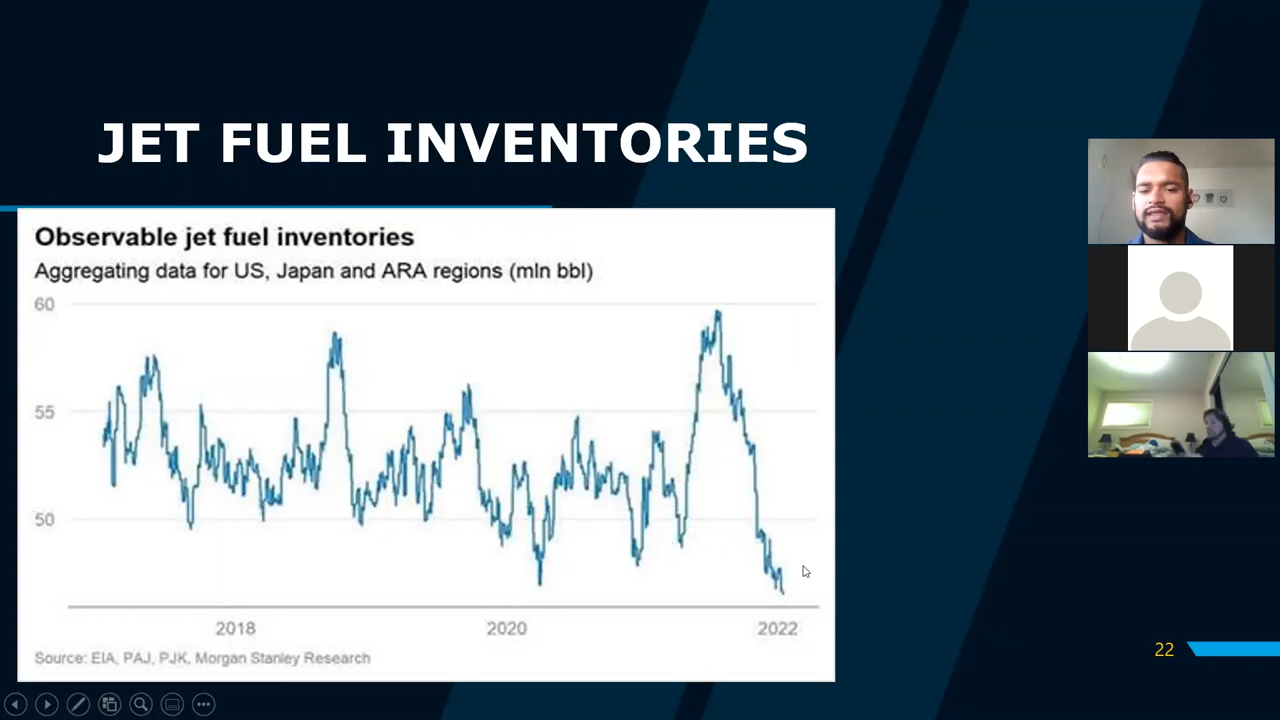 JET FUEL INVENTORIES
Observable jet fuel inventories
Aggregating data for US, Japan and ARA regions (mln bbl)
60
55
50
2018
2020
2022
Source: EIA, PAJ, PJK, Morgan Stanley Research
22